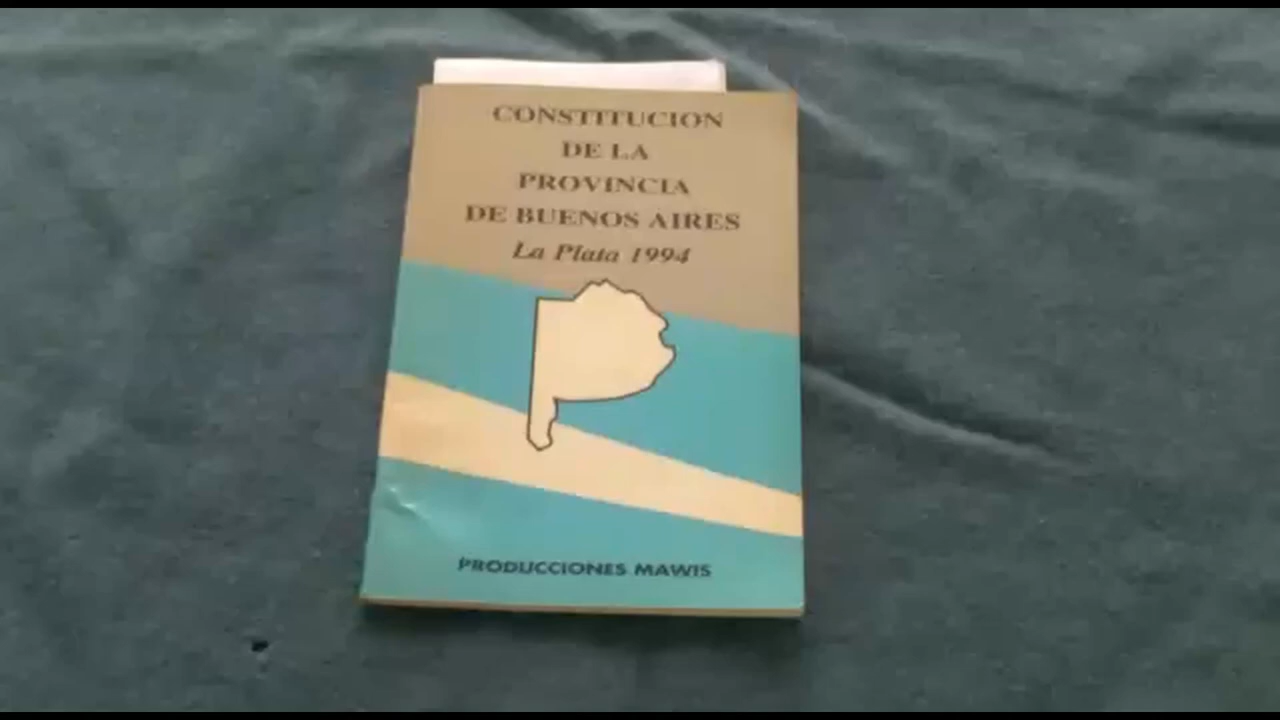 CONSTITUCION
DE LA
PROVINCIA
DE BUENOS AIRES
La Plata 1994
PRODUCCIONES MAWIS